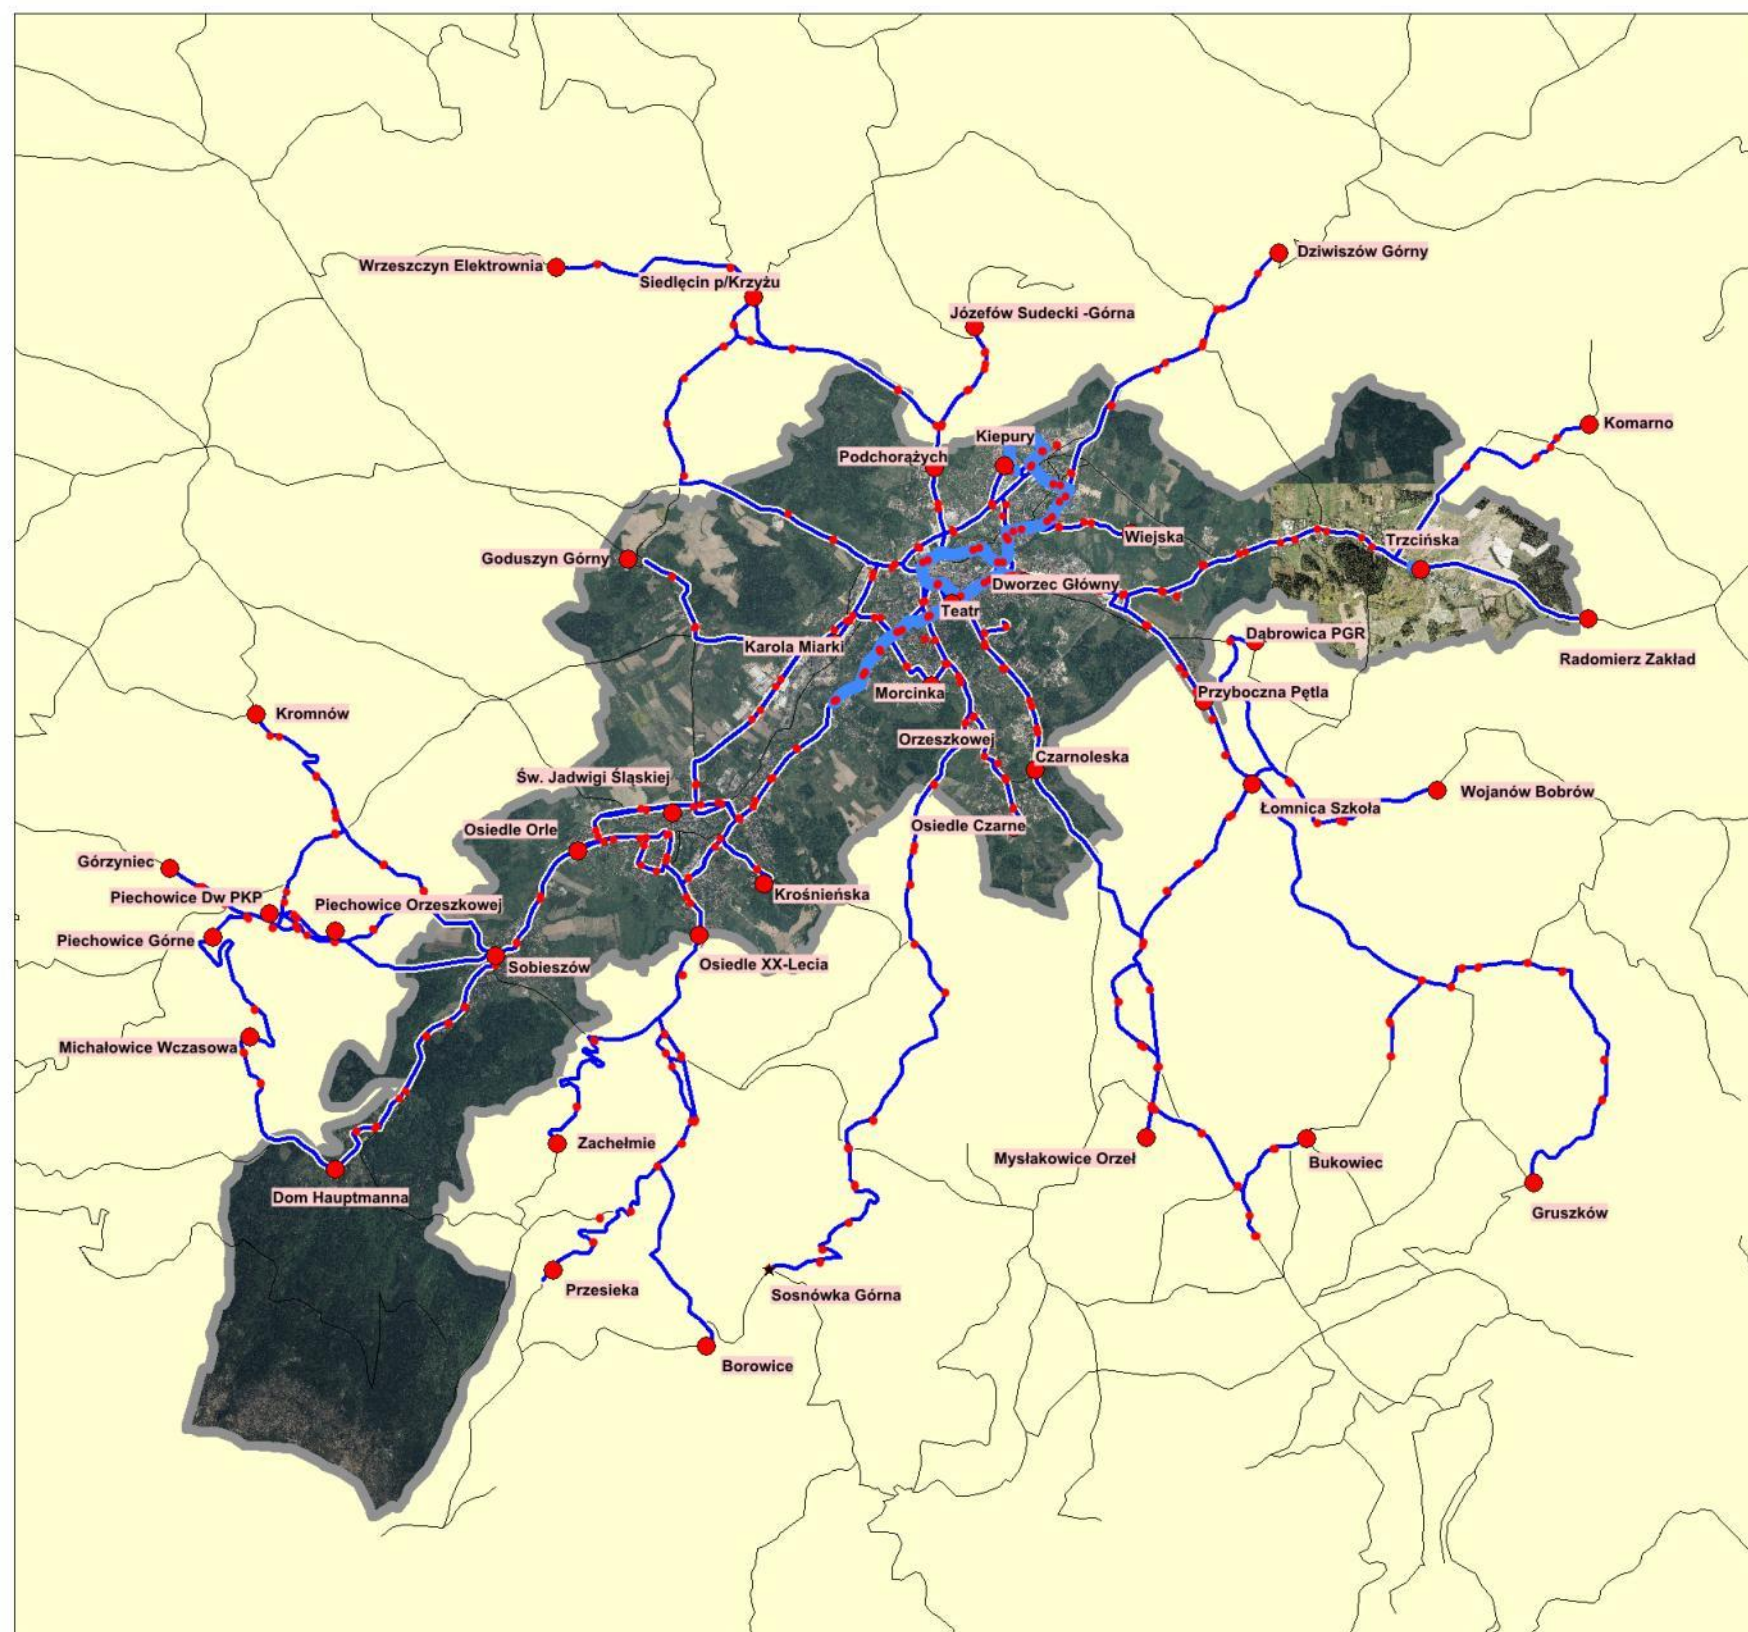 Dziwiszów Górny
Wrzeszczyn Elektrownia
Siedlęcin p/Krzyżu
Józefów Sudecki -Górna
Komarno
Kiepury
Podchorążych
Wiejska
Trzcińska
Goduszyn Górny
Dworzec Główny
Teatr
Dąbrowica PGR
Karola Miarki
Radomierz Zakład
Morcinka
Przyboczna Pętla
Kromnów
Orzeszkowej
Czarnoleska
Św. Jadwigi Śląskiej
Wojanów Bobrów
Łomnica Szkoła
Osiedle Orle
Osiedle Czarne
Górzyniec
Krośnieńska
Piechowice Dw PKP
Piechowice Orzeszkowej
Piechowice Górne
Osiedle XX-Lecia
Sobieszów
Michałowice Wczasowa
Zachełmie
Mysłakowice Orzeł
Bukowiec
Dom Hauptmanna
Gruszków
Przesieka
Sosnówka Górna
Borowice